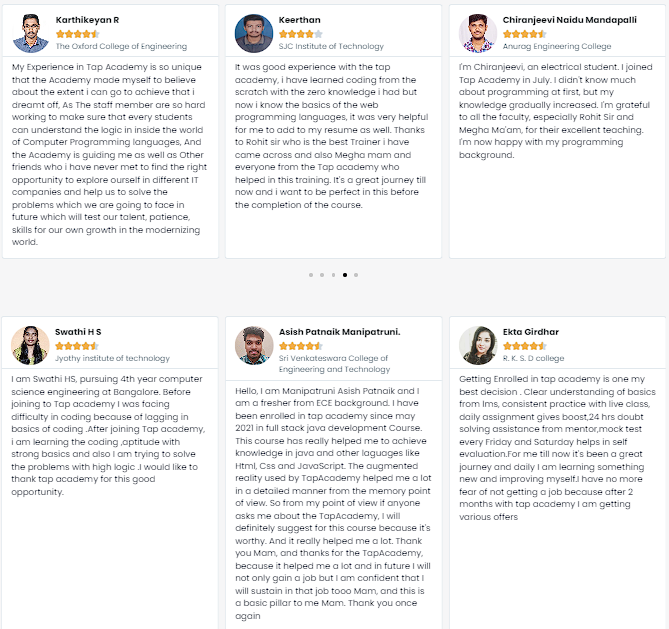 Karthikeyan R
The Oxford College of Engineering
My Experience in Tap Academy is so unique
that the Academy made myself to believe
about the extent i can go to achieve that i
dreamt off, As The staff member are so hard
working to make sure that every students
can understand the logic in inside the world
of Computer Programming languages, And
the Academy is guiding me as well as Other
friends who i have never met to find the right
opportunity to explore ourself in different IT
companies and help us to solve the
problems which we are going to face in
future which will test our talent, patience,
skills for our own growth in the modernizing
world.
Keerthan
SJC Institute of Technology
It was good experience with the tap
academy, i have learned coding from the
scratch with the zero knowledge i had but
now i know the basics of the web
programming languages, it was very helpful
for me to add to my resume as well. Thanks
to Rohit sir who is the best Trainer i have
came across and also Megha mam and
everyone from the Tap academy who
helped in this training. It's a great journey till
now and i want to be perfect in this before
the completion of the course.
Chiranjeevi Naidu Mandapalli
Anurag Engineering College
I'm Chiranjeevi, an electrical student. I joined
Tap Academy in July. I didn't know much
about programming at first, but my
knowledge gradually increased. I'm grateful
to all the faculty, especially Rohit Sir and
Megha Ma'am, for their excellent teaching.
I'm now happy with my programming
background.
Swathi H S
Jyothy institute of technology
I am Swathi HS, pursuing 4th year computer
science engineering at Bangalore. Before
joining to Tap academy I was facing
difficulty in coding because of lagging in
basics of coding .After joining Tap academy,
i am learning the coding ,aptitude with
strong basics and also I am trying to solve
the problems with high logic .I would like to
thank tap academy for this good
opportunity.
Asish Patnaik Manipatruni.
Sri Venkateswara College of
Engineering and Technology
Hello, I am Manipatruni Asish Patnaik and I
am a fresher from ECE background. I have
been enrolled in tap academy since may
2021 in full stack java development Course.
This course has really helped me to achieve
knowledge in java and other laguages like
Html, Css and JavaScript. The augmented
reality used by TapAcademy helped me a lot
in a detailed manner from the memory point
of view. So from my point of view if anyone
asks me about the TapAcademy, I will
definitely suggest for this course because it's
worthy. And it really helped me a lot. Thank
you Mam, and thanks for the TapAcademy,
because it helped me a lot and in future I will
not only gain a job but I am confident that I
will sustain in that job tooo Mam, and this is
a basic pillar to me Mam. Thank you once
again
Ekta Girdhar
R. K. S. D college
Getting Enrolled in tap academy is one my
best decision . Clear understanding of basics
from lms, consistent practice with live class,
daily assignment gives boost,24 hrs doubt
solving assistance from mentor,mock test
every Friday and Saturday helps in self
evaluation.For me till now it's been a great
journey and daily I am learning something
new and improving myself.I have no more
fear of not getting a job because after 2
months with tap academy I am getting
various offers